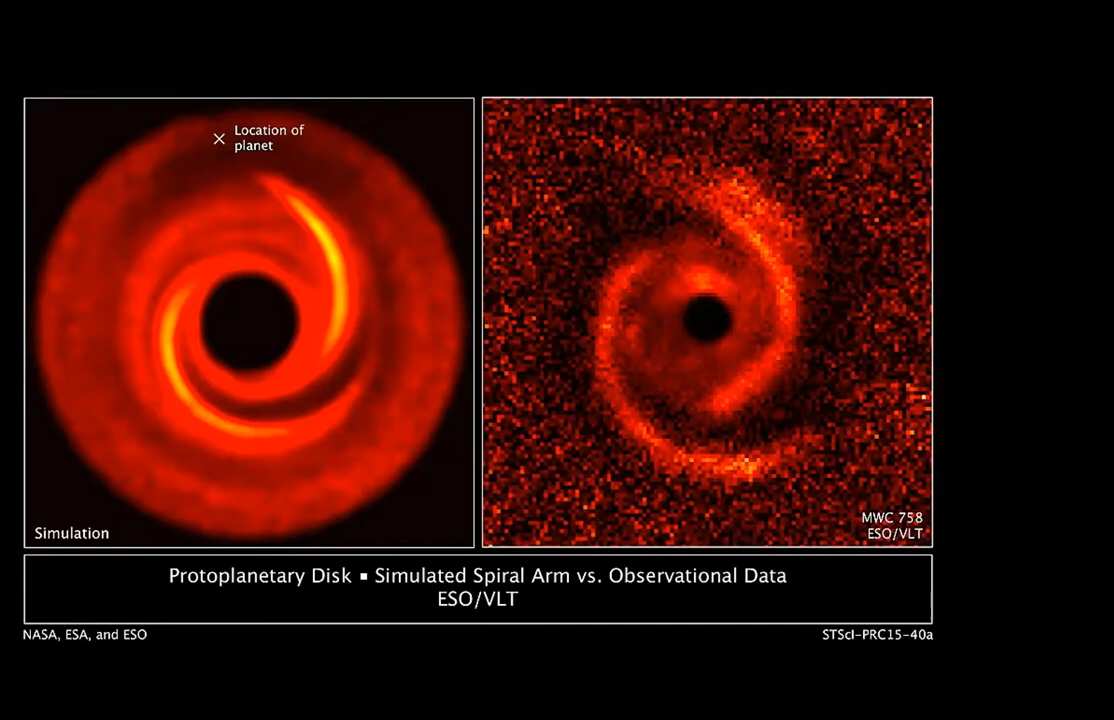 Location of
planet
Simulation
MWC 758
ESO/VLT
Protoplanetary Disk ▪ Simulated Spiral Arm vs. Observational Data
ESO/VLT
NASA, ESA, and ESO
STScI-PRC15-40a